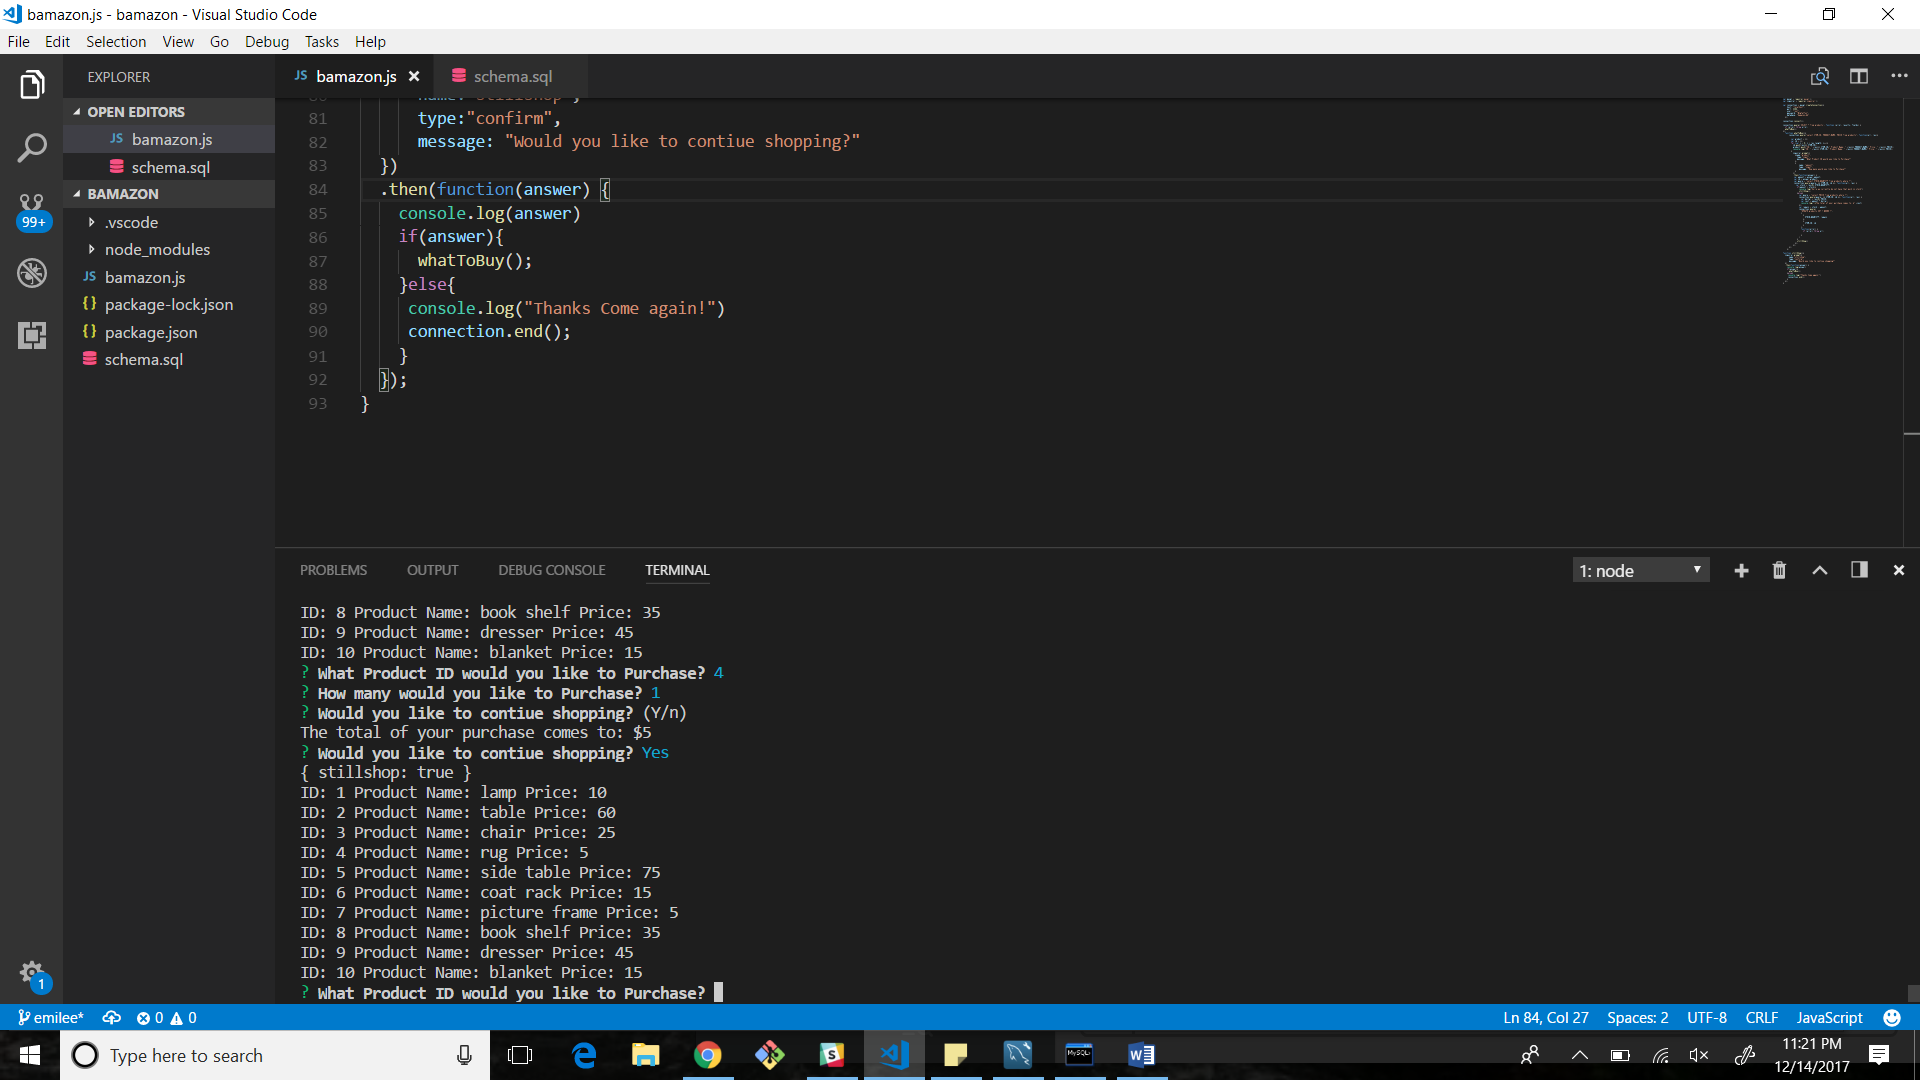 bamazon.js - bamazon - Visual Studio Code
File Edit Selection View Go Debug Tasks Help
EXPLORER
OPEN EDITORS
JS bamazon.js
schema.sql
BAMAZON
.vscode
node_modules
JS bamazon.js
{} package-lock.json
{} package.json
schema.sql
99+
1
JS bamazon.js
schema.sql
81 type:"confirm",
82 message: "Would you like to contiue shopping?"
83 })
84 .then(function(answer) {
85 console.log(answer)
86 if(answer){
87 whatToBuy();
88 }else{
89 console.log("Thanks Come again!")
90 connection.end();
91 }
92 });
93 }
PROBLEMS OUTPUT DEBUG CONSOLE TERMINAL
1: node
ID: 8 Product Name: book shelf Price: 35
ID: 9 Product Name: dresser Price: 45
ID: 10 Product Name: blanket Price: 15
? What Product ID would you like to Purchase? 4
? How many would you like to Purchase? 1
? Would you like to contiue shopping? (Y/n)
The total of your purchase comes to: $5
? Would you like to contiue shopping? Yes
{ stillshop: true }
ID: 1 Product Name: lamp Price: 10
ID: 2 Product Name: table Price: 60
ID: 3 Product Name: chair Price: 25
ID: 4 Product Name: rug Price: 5
ID: 5 Product Name: side table Price: 75
ID: 6 Product Name: coat rack Price: 15
ID: 7 Product Name: picture frame Price: 5
ID: 8 Product Name: book shelf Price: 35
ID: 9 Product Name: dresser Price: 45
ID: 10 Product Name: blanket Price: 15
? What Product ID would you like to Purchase?
emilee* 0 0 Ln 84, Col 27 Spaces: 2 UTF-8 CRLF JavaScript
Type here to search
MySQL
11:21 PM
12/14/2017